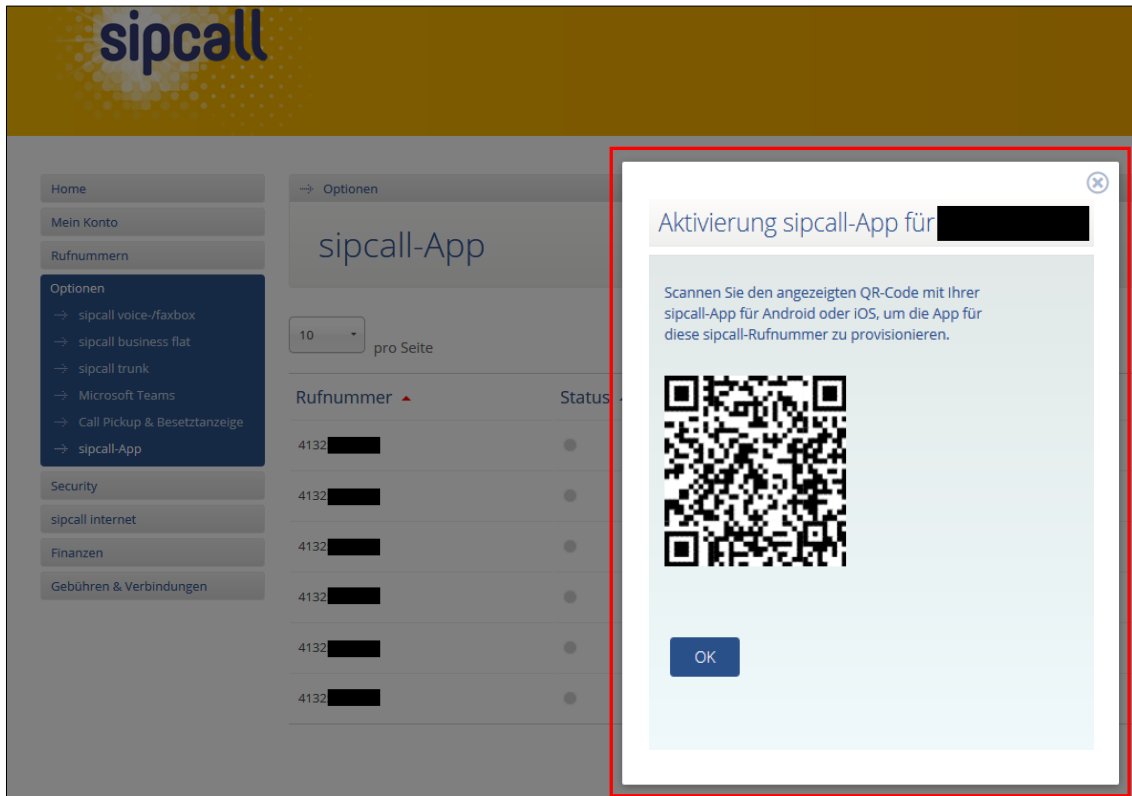 sipcall
Home
Mein Konto
Rufnummern
Optionen
sipcall voice-/faxbox
sipcall business flat
sipcall trunk
Microsoft Teams
Call Pickup & Besetztanzeige
sipcall-App
Security
sipcall internet
Finanzen
Gebühren & Verbindungen
Optionen
sipcall-App
10 pro Seite
Rufnummer Status
4132
4132
4132
4132
4132
4132
Aktivierung sipcall-App für
Scannen Sie den angezeigten QR-Code mit Ihrer
sipcall-App für Android oder iOS, um die App für
diese sipcall-Rufnummer zu provisionieren.
OK